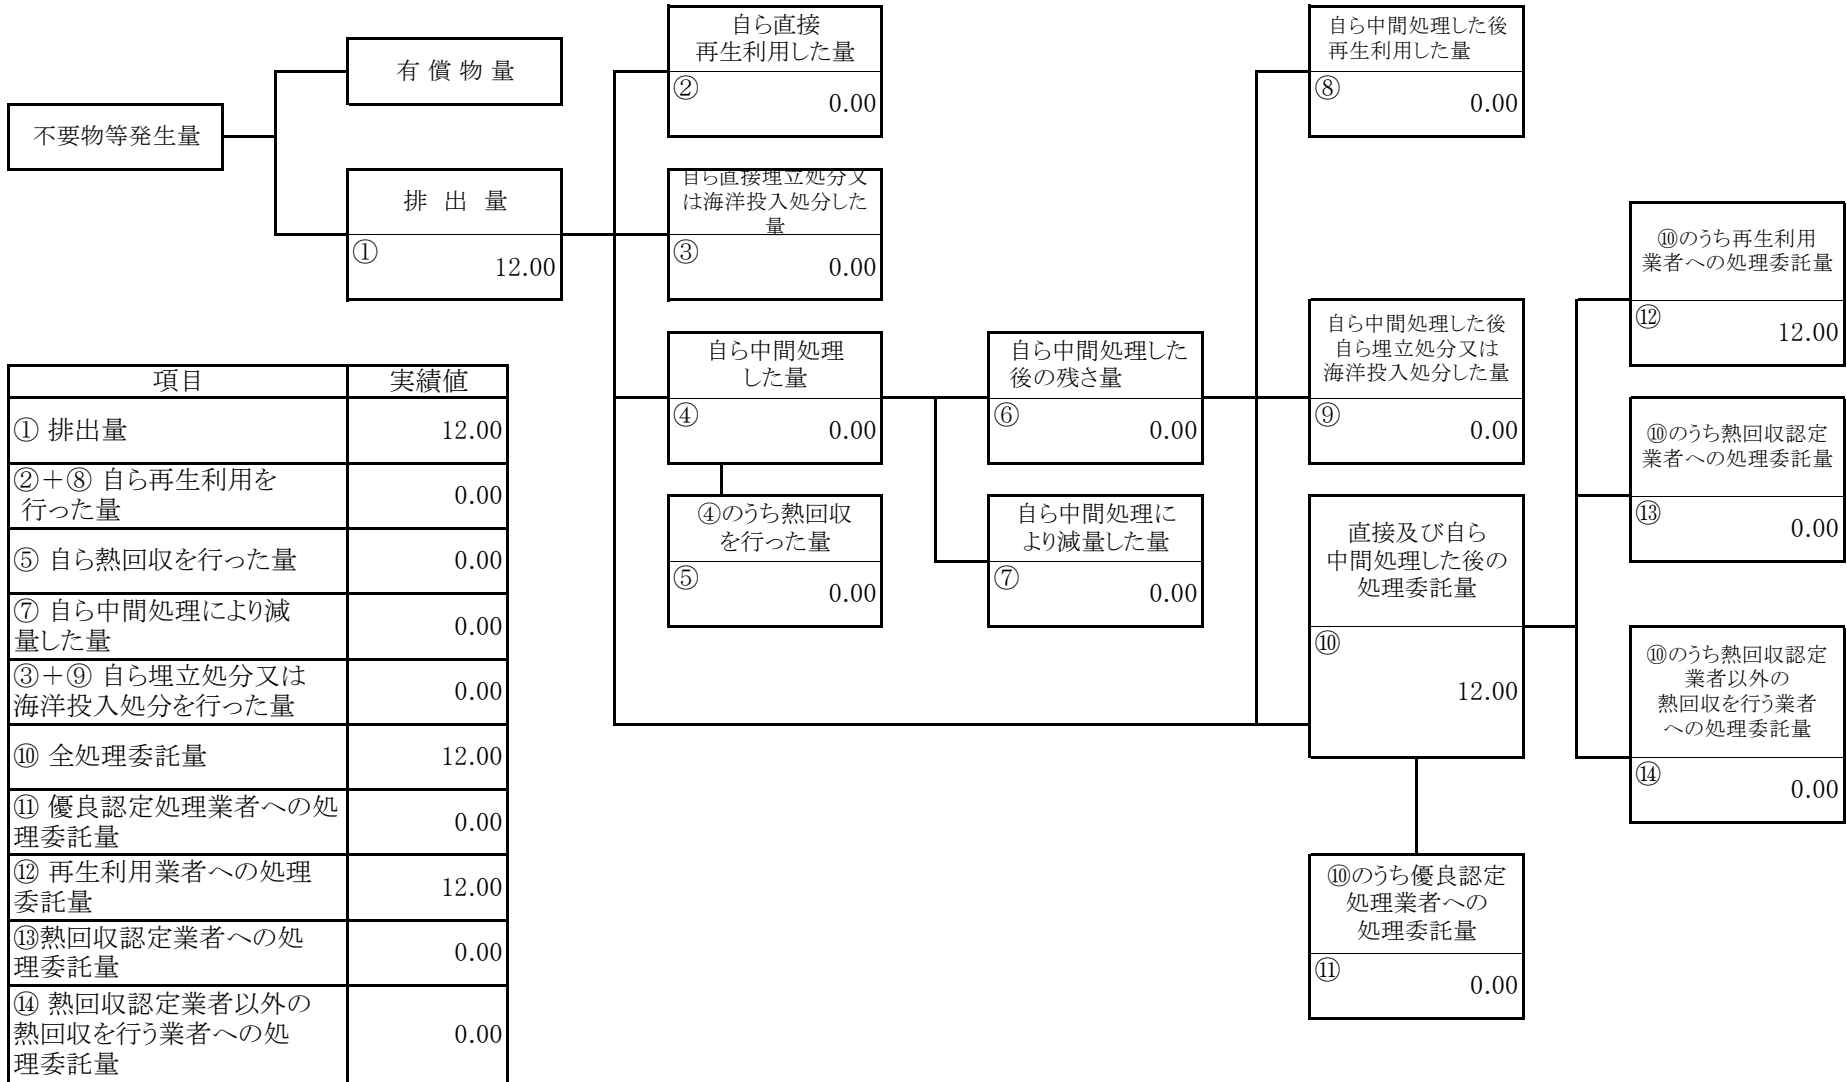 不要物等発生量
有 償 物 量
排 出 量
①
12.00
自ら直接
再生利用した量
②
0.00
自ら直接埋立処分又
は海洋投入処分した
量
③
0.00
自ら中間処理
した量
④
0.00
④のうち熱回収
を行った量
⑤
0.00
自ら中間処理した
後の残さ量
⑥
0.00
自ら中間処理に
より減量した量
⑦
0.00
自ら中間処理した後
再生利用した量
⑧
0.00
自ら中間処理した後
自ら埋立処分又は
海洋投入処分した量
⑨
0.00
直接及び自ら
中間処理した後の
処理委託量
⑩
12.00
⑩のうち優良認定
処理業者への
処理委託量
⑪
0.00
⑩のうち再生利用
業者への処理委託量
⑫
12.00
⑩のうち熱回収認定
業者への処理委託量
⑬
0.00
⑩のうち熱回収認定
業者以外の
熱回収を行う業者
への処理委託量
⑭
0.00
項目 実績値
① 排出量 12.00
②＋⑧ 自ら再生利用を
行った量 0.00
⑤ 自ら熱回収を行った量 0.00
⑦ 自ら中間処理により減
量した量 0.00
③＋⑨ 自ら埋立処分又は
海洋投入処分を行った量 0.00
⑩ 全処理委託量 12.00
⑪ 優良認定処理業者への処
理委託量 0.00
⑫ 再生利用業者への処理
委託量 12.00
⑬熱回収認定業者への処
理委託量 0.00
⑭ 熱回収認定業者以外の
熱回収を行う業者への処
理委託量 0.00